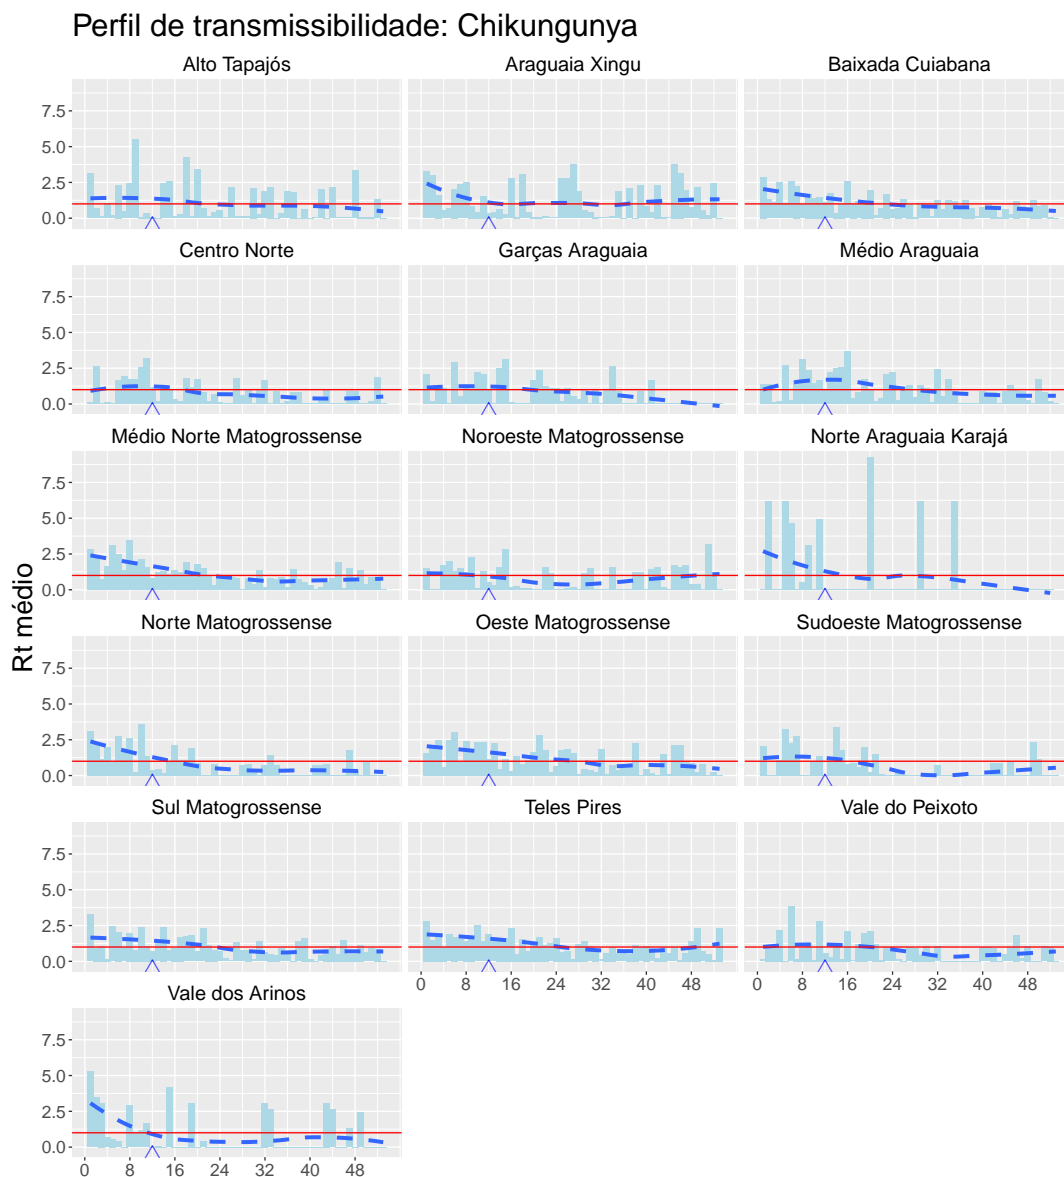 Perfil de transmissibilidade: Chikungunya
Alto Tapajós
Araguaia Xingu
Baixada Cuiabana
7.5
5.0
2.5
0.0
Centro Norte
Garças Araguaia
Médio Araguaia
7.5
5.0
2.5
0.0
Médio Norte Matogrossense
Noroeste Matogrossense
Norte Araguaia Karajá
7.5
5.0
2.5
0.0
Rt médio
Norte Matogrossense
Oeste Matogrossense
Sudoeste Matogrossense
7.5
5.0
2.5
0.0
Sul Matogrossense
Teles Pires
Vale do Peixoto
7.5
5.0
2.5
0.0
0 8 16 24 32 40 48
0 8 16 24 32 40 48
Vale dos Arinos
7.5
5.0
2.5
0.0
0 8 16 24 32 40 48